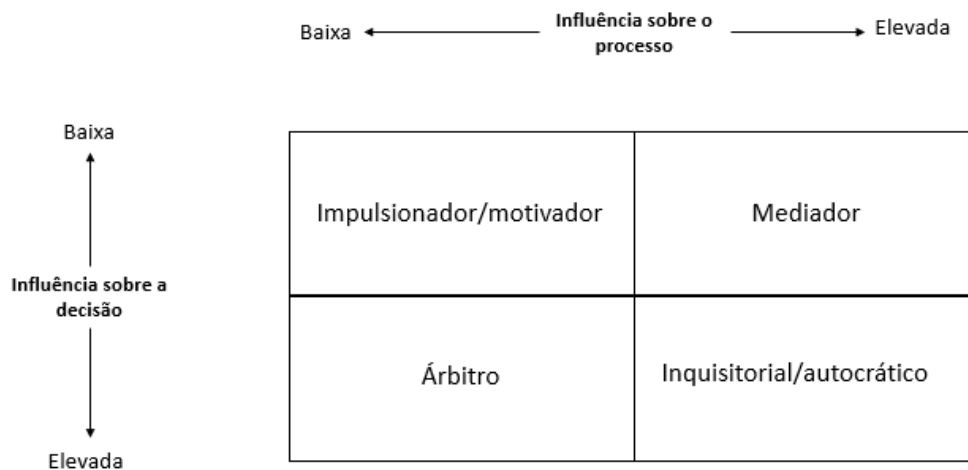 Baixa
Influência sobre o
processo
Elevada
Baixa
Influência sobre a
decisão
Elevada
Impulsionador/motivador
Mediador
Árbitro
Inquisitorial/autocrático